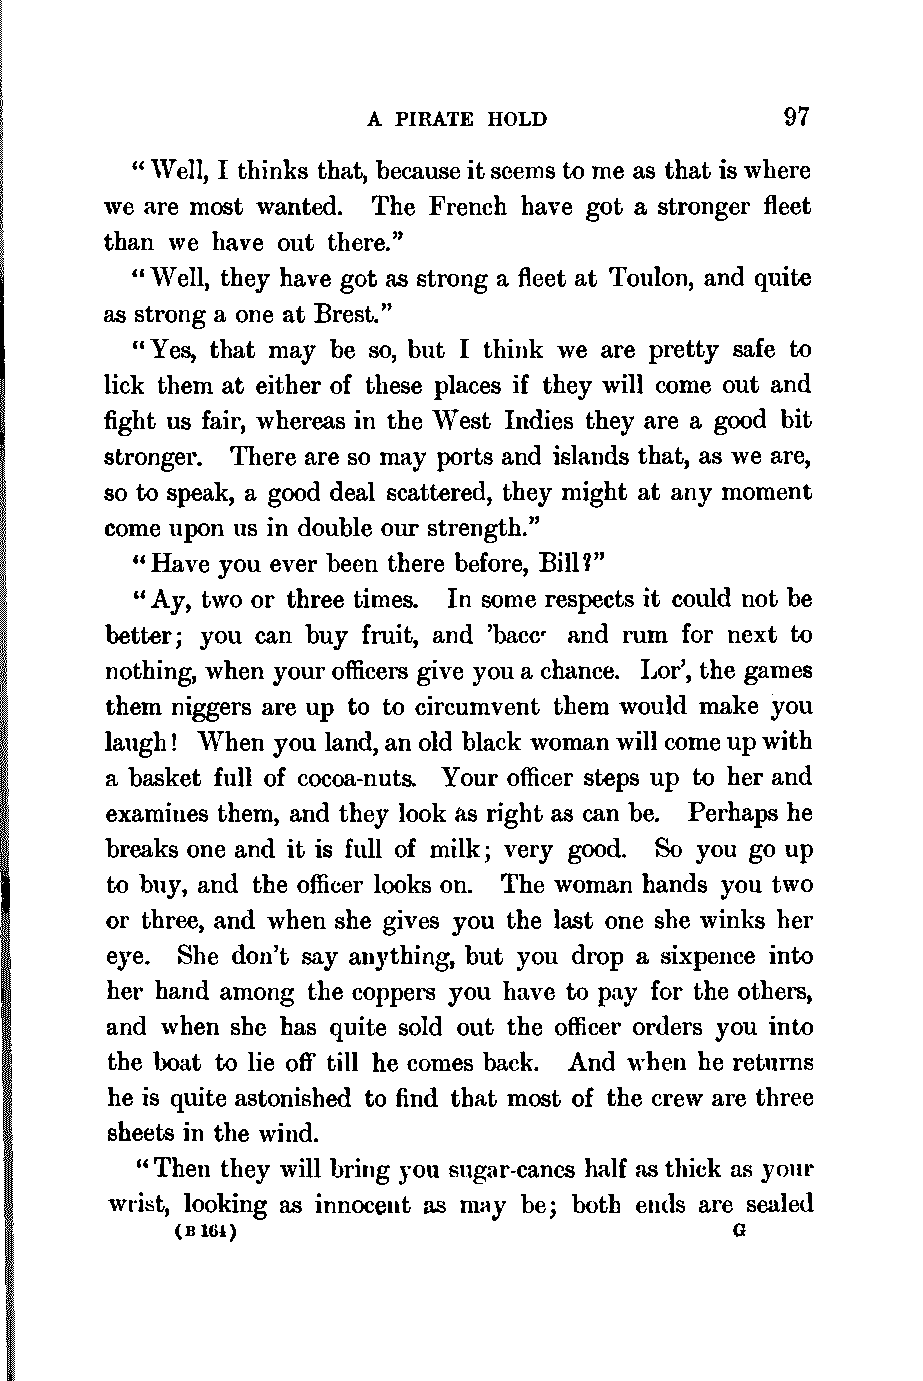 A PIRATE HOLD 97
“Well, I thinks that, because it seems to me as that is where
we are most wanted. The French have got a stronger fleet
than we have out there.”
“Well, they have got as strong a fleet at Toulon, and quite
as strong a one at Brest.”
“Yes, that may be so, but I think we are pretty safe to
lick them at either of these places if they will come out and
fight us fair, whereas in the West Indies they are a good bit
stronger. There are so may ports and islands that, as we are,
so to speak, a good deal scattered, they might at any moment
come upon us in double our strength.”
“Have you ever been there before, Bill?”
“Ay, two or three times. In some respects it could not be
better; you can buy fruit, and and rum for next to
nothing, when your officers give you a chance. Lor’, the games
them niggers are up to to circumvent them would make you
laugh! When you land, an old black woman will come up with
a basket full of cocoa-nuts. Your officer steps up to her and
examines them, and they look as right as can be. Perhaps he
breaks one and it is full of milk; very good. So you go up
to buy, and the officer looks on. The woman hands you two
or three, and when she gives you the last one she winks her
eye. She don’t say anything, but you drop a sixpence into
her hand among the coppers you have to pay for the others,
and when she has quite sold out the officer orders you into
the boat to lie off till he comes back. And when he returns
he is quite astonished to find that most of the crew are three
sheets in the wind.
“Then they will bring you sugar-canes half as thick as your
wrist, looking as innocent as may be; both ends are sealed
(B 164) G